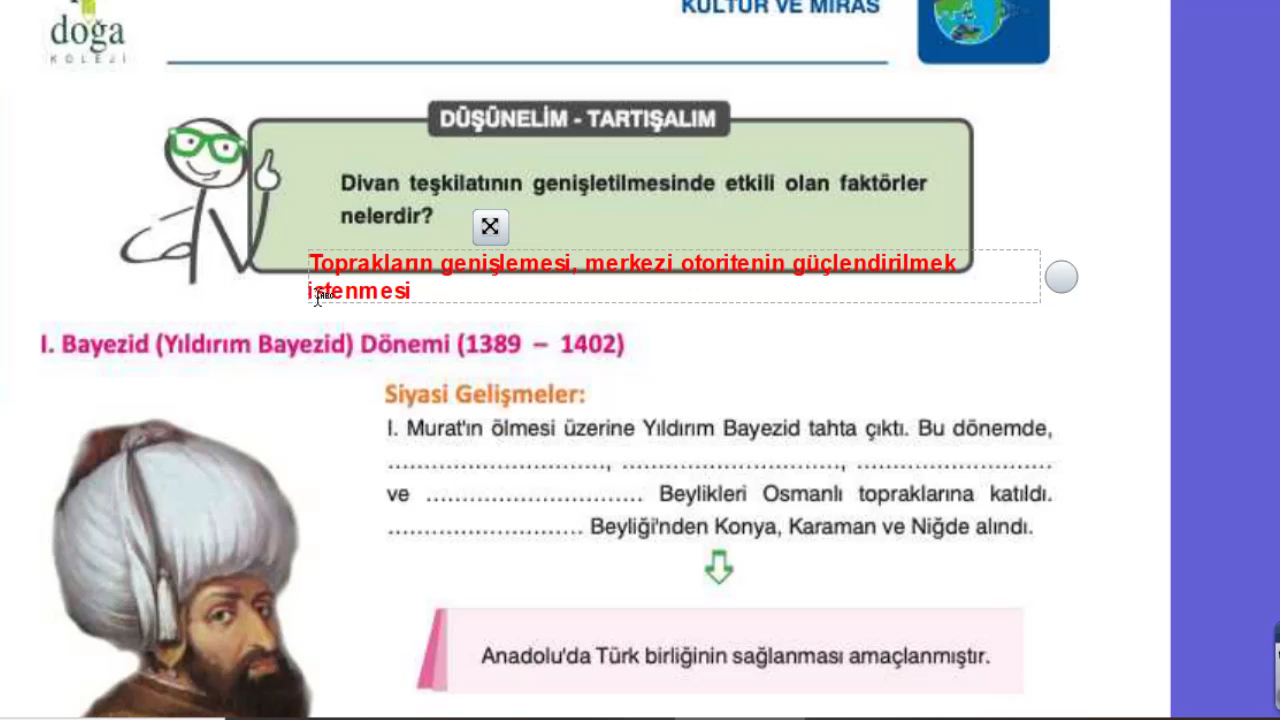 KÜLTÜR VE MİRAS
doğa
KOLEJİ
DÜŞÜNELİM - TARTIŞALIM
Divan teşkilatının genişletilmesinde etkili olan faktörler
nelerdir?
Toprakların genişlemesi, merkezi otoritenin güçlendirilmek
istenmesi
I. Bayezid (Yıldırım Bayezid) Dönemi (1389 – 1402)
Siyasi Gelişmeler:
I. Murat'ın ölmesi üzerine Yıldırım Bayezid tahta çıktı. Bu dönemde,
............................., ............................., ...........................
ve ............................. Beylikleri Osmanlı topraklarına katıldı.
........................... Beyliği'nden Konya, Karaman ve Niğde alındı.
Anadolu'da Türk birliğinin sağlanması amaçlanmıştır.